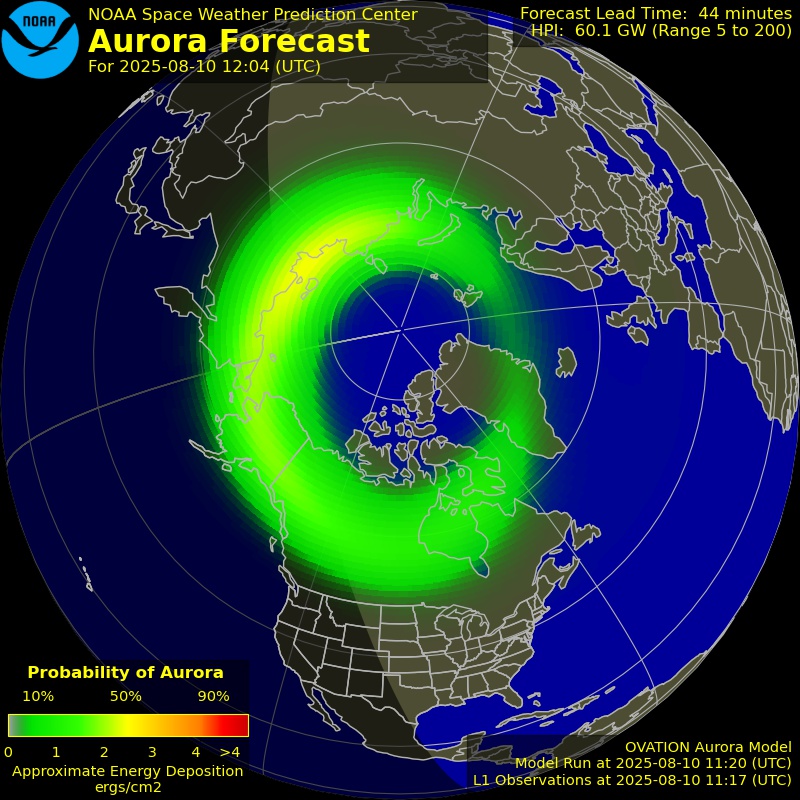 NOAA
NOAA Space Weather Prediction Center
Aurora Forecast
For 2025-08-10 12:04 (UTC)
Forecast Lead Time: 44 minutes
HPI: 60.1 GW (Range 5 to 200)
Probability of Aurora
10% 50% 90%
0 1 2 3 4 >4
Approximate Energy Deposition
ergs/cm2
OVATION Aurora Model
Model Run at 2025-08-10 11:20 (UTC)
L1 Observations at 2025-08-10 11:17 (UTC)